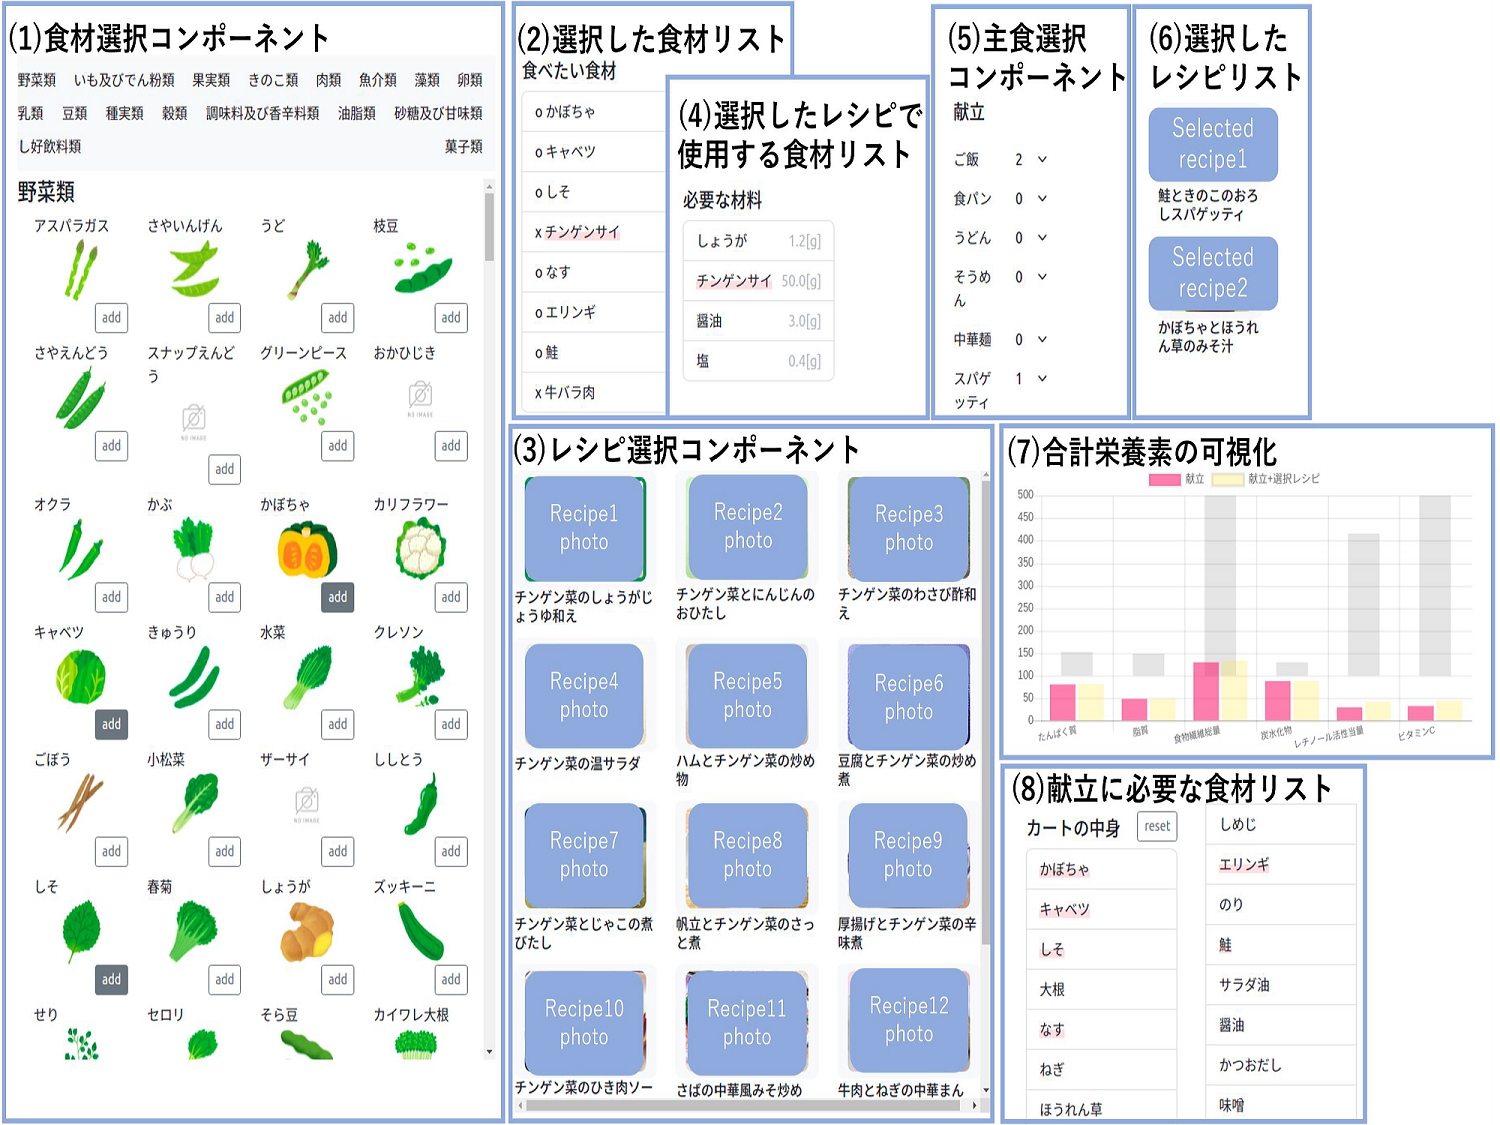 (1)食材選択コンポーネント
野菜類 いも及びでん粉類 果実類 きのこ類 肉類 魚介類 藻類 卵類
乳類 豆類 種実類 穀類 調味料及び香辛料類 油脂類 砂糖及び甘味類
し好飲料類 菓子類
野菜類
アスパラガス さやいんげん うど 枝豆
add add add add
さやえんどう スナップえんど グリーンピース おかひじき
う
NO IMAGE NO IMAGE
add add add
add
オクラ かぶ かぼちゃ カリフラワー
add add add add
キャベツ きゅうり 水菜 クレソン
add add add add
ごぼう 小松菜 ザーサイ ししとう
NO IMAGE
add add add add
しそ 春菊 しょうが ズッキーニ
add add add add
せり セロリ そら豆 カイワレ大根
(2)選択した食材リスト
食べたい食材
o かぼちゃ
o キャベツ
o しそ
x チンゲンサイ
o なす
o エリンギ
o 鮭
x 牛バラ肉
(4)選択したレシピで
使用する食材リスト
必要な材料
しょうが 1.2[g]
チンゲンサイ 50.0[g]
醤油 3.0[g]
塩 0.4[g]
(5)主食選択
コンポーネント
献立
ご飯 2
食パン 0
うどん 0
そうめ 0
ん
中華麺 0
スパゲ 1
ッティ
(6)選択した
レシピリスト
Selected
recipe1
鮭ときのこのおろ
しスパゲッティ
Selected
recipe2
かぼちゃとほうれ
ん草のみそ汁
(3)レシピ選択コンポーネント
Recipe1
photo
チンゲン菜のしょうがじ
ょうゆ和え
Recipe2
photo
チンゲン菜とにんじんの
おひたし
Recipe3
photo
チンゲン菜のわさび酢和
え
Recipe4
photo
チンゲン菜の温サラダ
Recipe5
photo
ハムとチンゲン菜の炒め
物
Recipe6
photo
豆腐とチンゲン菜の炒め
煮
Recipe7
photo
チンゲン菜とじゃこの煮
びたし
Recipe8
photo
帆立とチンゲン菜のさっ
と煮
Recipe9
photo
厚揚げとチンゲン菜の辛
味煮
Recipe10
photo
チンゲン菜のひき肉ソー
Recipe11
photo
さばの中華風みそ炒め
Recipe12
photo
牛肉とねぎの中華まん
(7)合計栄養素の可視化
献立 献立+選択レシピ
500
450
400
350
300
250
200
150
100
50
0
たんぱく質 脂質 食物繊維総量 炭水化物 レチノール活性当量 ビタミンC
(8)献立に必要な食材リスト
カートの中身 reset
かぼちゃ
キャベツ
しそ
大根
なす
ねぎ
ほうれん草
しめじ
エリンギ
のり
鮭
サラダ油
醤油
かつおだし
味噌